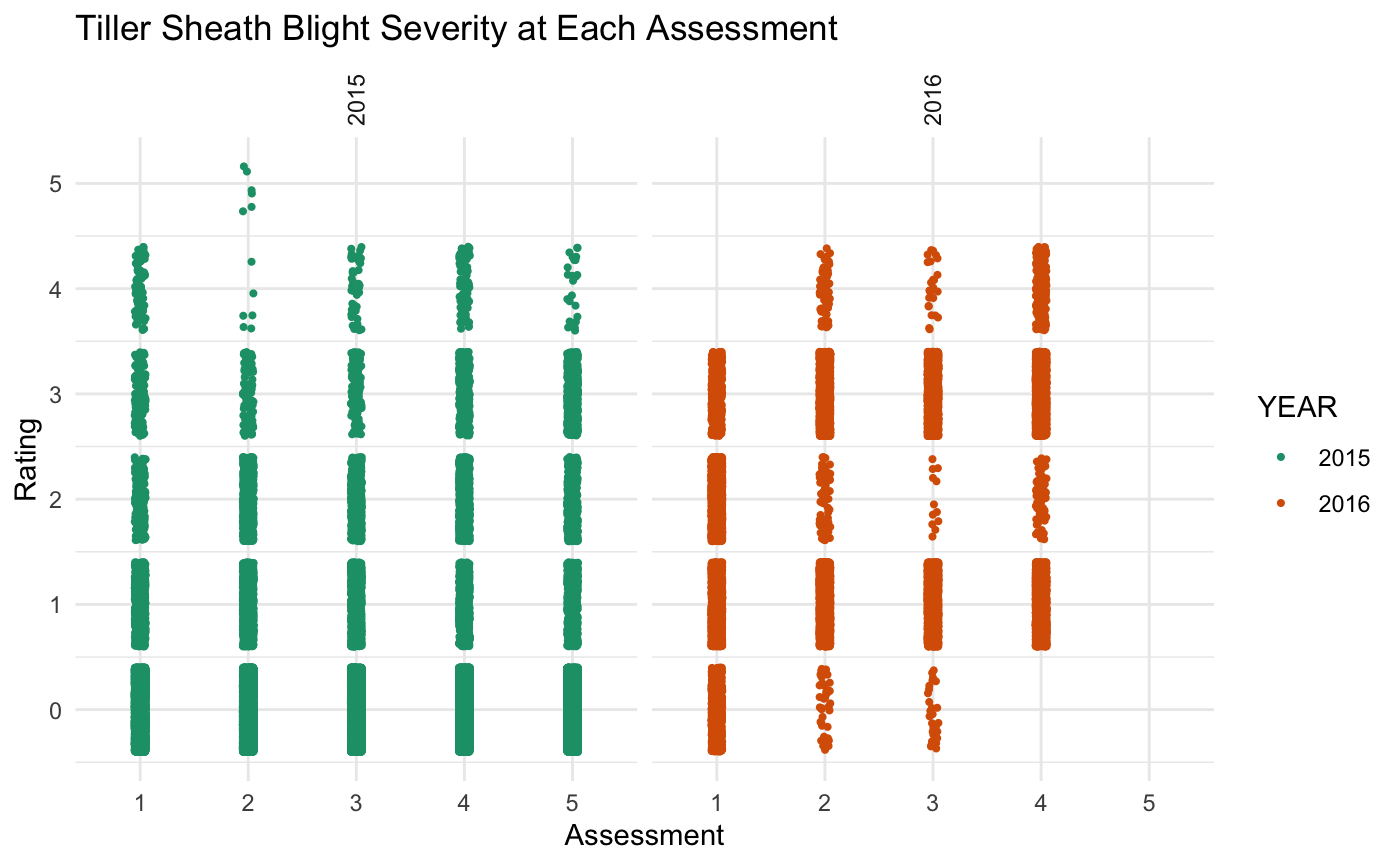 Tiller Sheath Blight Severity at Each Assessment
2015
2016
5
4
3
2
1
0
Rating
1 2 3 4 5
1 2 3 4 5
Assessment
YEAR
2015
2016